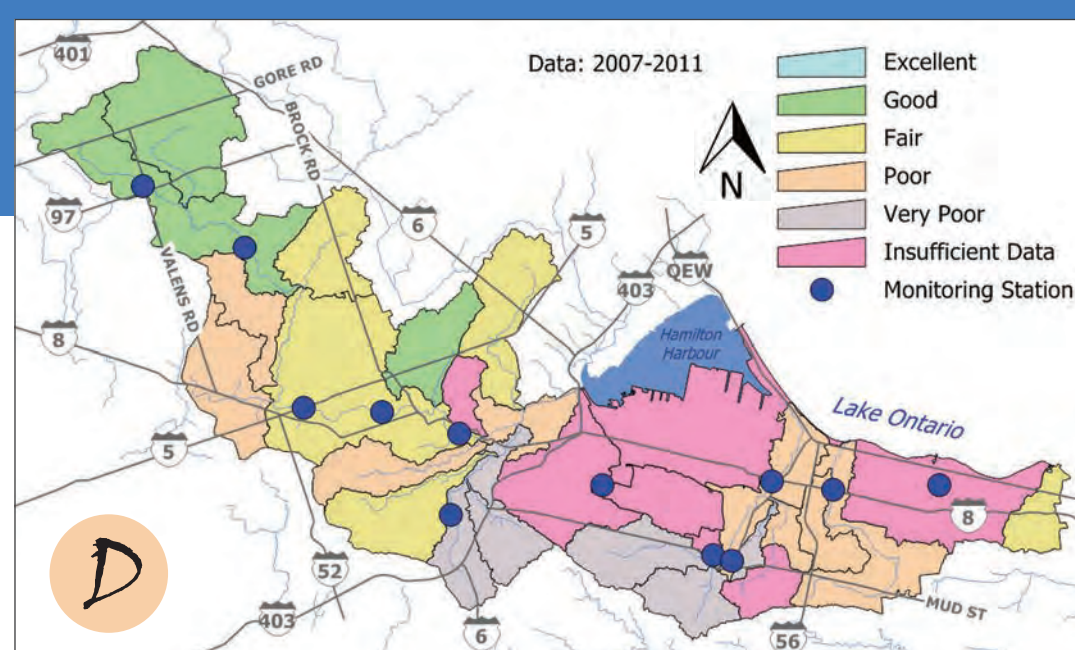 401
GORE RD
BROCK RD
Data: 2007-2011
Excellent
Good
Fair
Poor
Very Poor
Insufficient Data
Monitoring Station
N
97
6
5
VALENS RD
QEW
403
8
Hamilton
Harbour
Lake Ontario
5
8
D
52
403
6
56
MUD ST